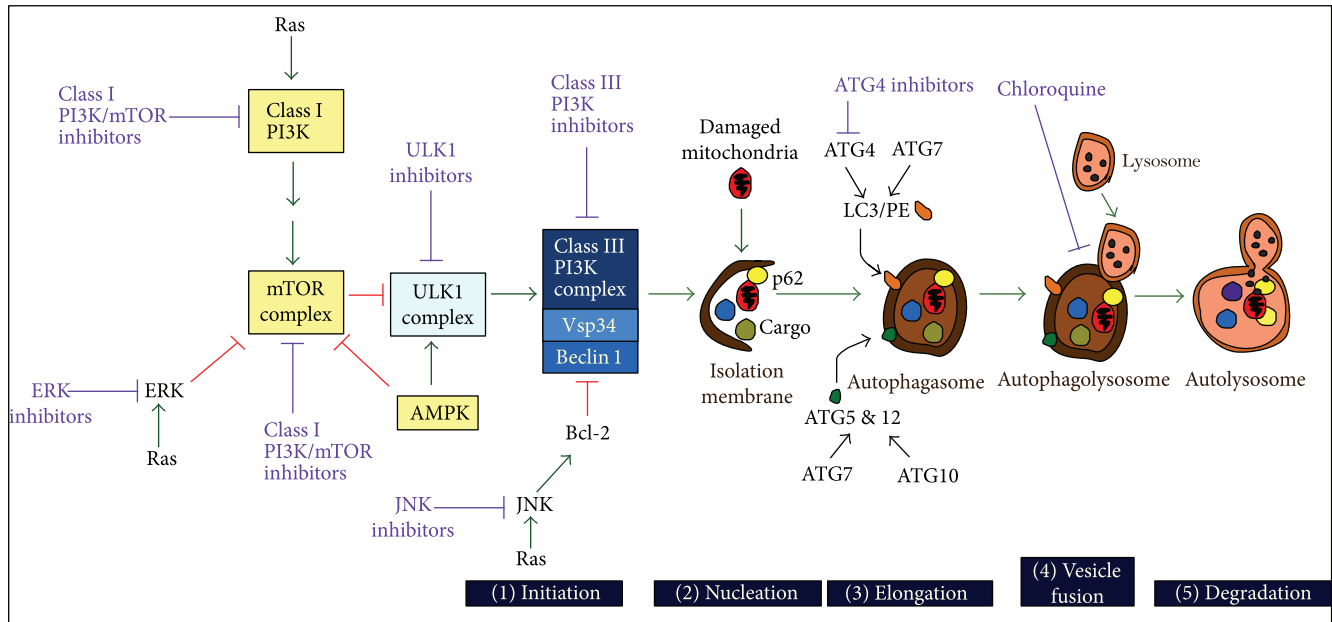 Ras
Class I
PI3K/mTOR
inhibitors
Class I
PI3K
ULK1
inhibitors
Class III
PI3K
inhibitors
Damaged
mitochondria
ATG4 inhibitors
ATG4
ATG7
LC3/PE
Chloroquine
Lysosome
mTOR
complex
ULK1
complex
Class III
PI3K
complex
Vsp34
Beclin 1
p62
Cargo
Isolation
membrane
Autophagasome
Autophagolysosome
Autolysosome
ERK
inhibitors
ERK
Ras
Class I
PI3K/mTOR
inhibitors
AMPK
Bcl-2
JNK
inhibitors
JNK
Ras
ATG5 & 12
ATG7
ATG10
(1) Initiation
(2) Nucleation
(3) Elongation
(4) Vesicle
fusion
(5) Degradation